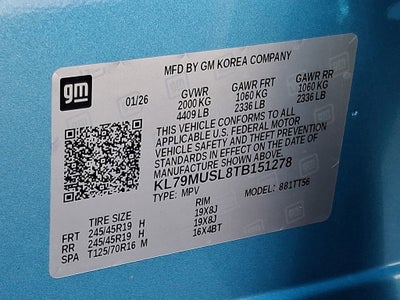 gm
MFD BY GM KOREA COMPANY
01/26 GVWR GAWR FRT GAWR RR
2000 KG 1060 KG 1060 KG
4409 LB 2336 LB 2336 LB
THIS VEHICLE CONFORMS TO ALL
APPLICABLE U.S. FEDERAL MOTOR
VEHICLE SAFETY AND THEFT PREVENTION
STANDARDS IN EFFECT ON THE DATE OF
MANUFACTURE SHOWN ABOVE.
KL79MUSL8TB151278
TYPE: MPV MODEL: 881TT56
TIRE SIZE RIM
FRT 245/45R19 H 19X8J
RR 245/45R19 H 19X8J
SPA T125/70R16 M 16X4BT